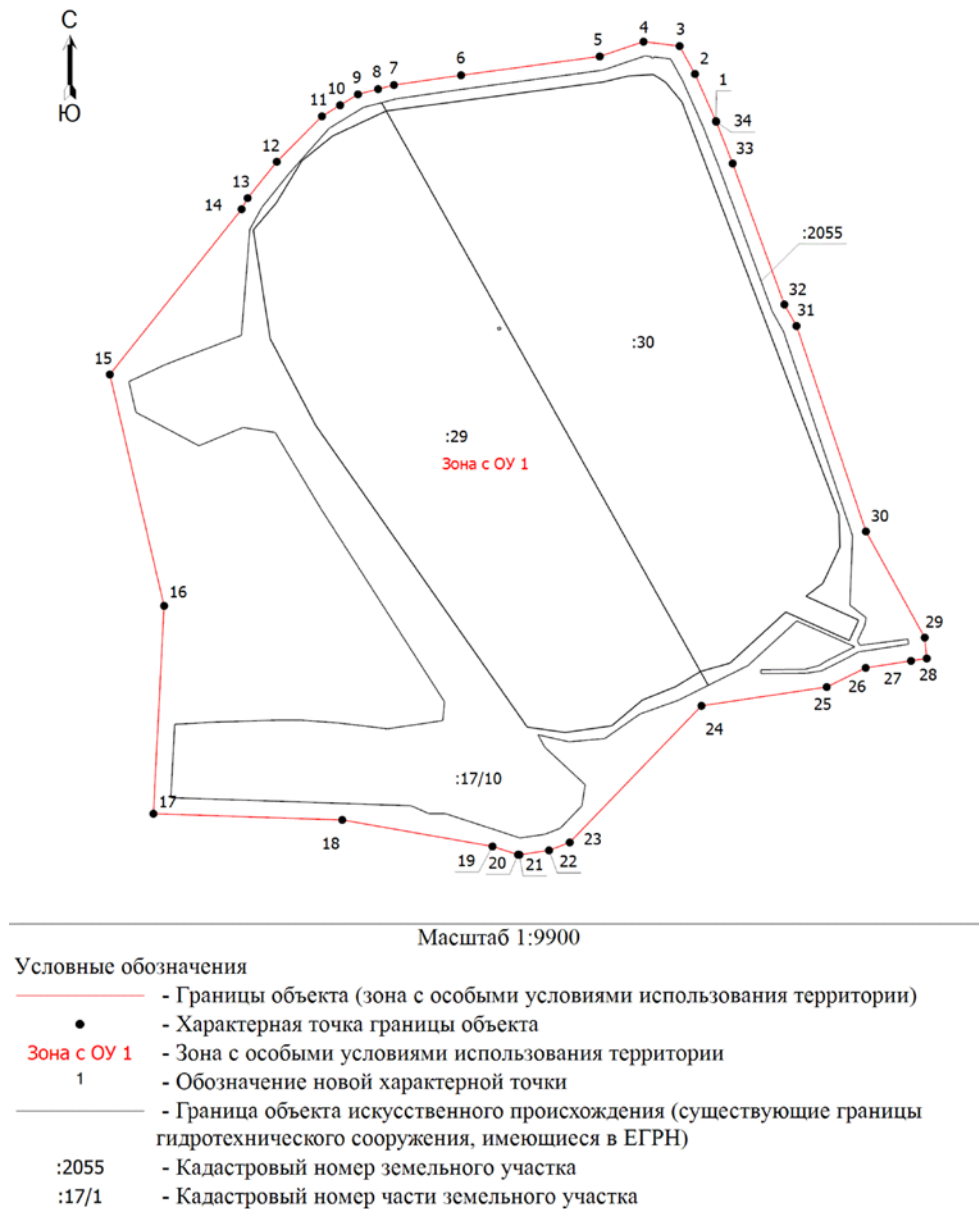 С
Ю
4
3
5
2
6
1
7
8
9
10
11
34
33
12
13
14
:2055
32
31
:30
15
:29
Зона с ОУ 1
30
16
29
28
27
26
25
24
:17/10
17
18
23
22
21
20
19
Масштаб 1:9900
Условные обозначения
- Границы объекта (зона с особыми условиями использования территории)
- Характерная точка границы объекта
Зона с ОУ 1 - Зона с особыми условиями использования территории
1 - Обозначение новой характерной точки
- Граница объекта искусственного происхождения (существующие границы
гидротехнического сооружения, имеющиеся в ЕГРН)
:2055 - Кадастровый номер земельного участка
:17/1 - Кадастровый номер части земельного участка